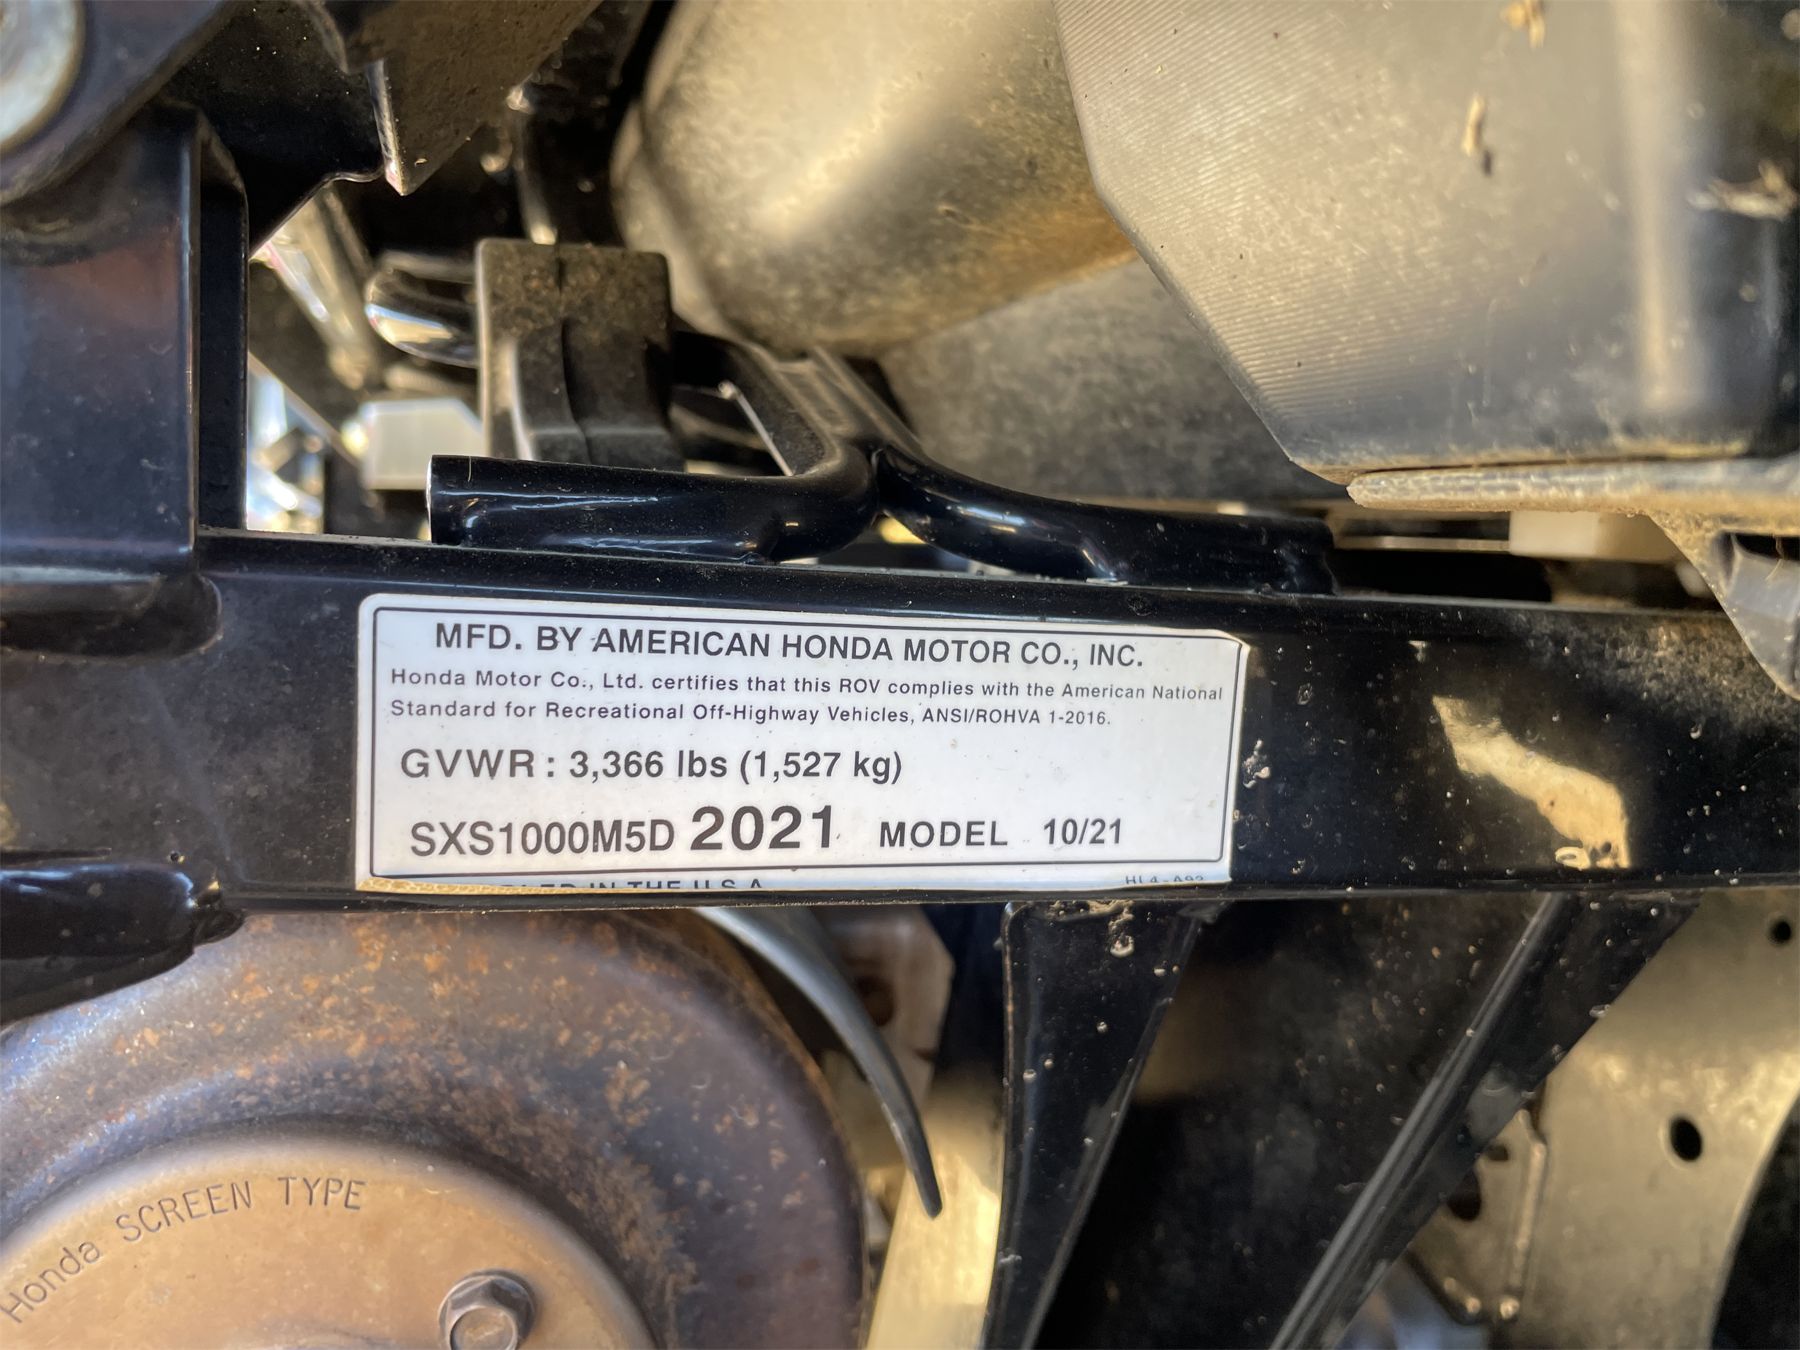 MFD. BY AMERICAN HONDA MOTOR CO., INC.
Honda Motor Co., Ltd. certifies that this ROV complies with the American National
Standard for Recreational Off-Highway Vehicles, ANSI/ROHVA 1-2016.
GVWR : 3,366 lbs (1,527 kg)
SXS1000M5D 2021 MODEL 10/21
IN THE U.S.A.
Honda SCREEN TYPE